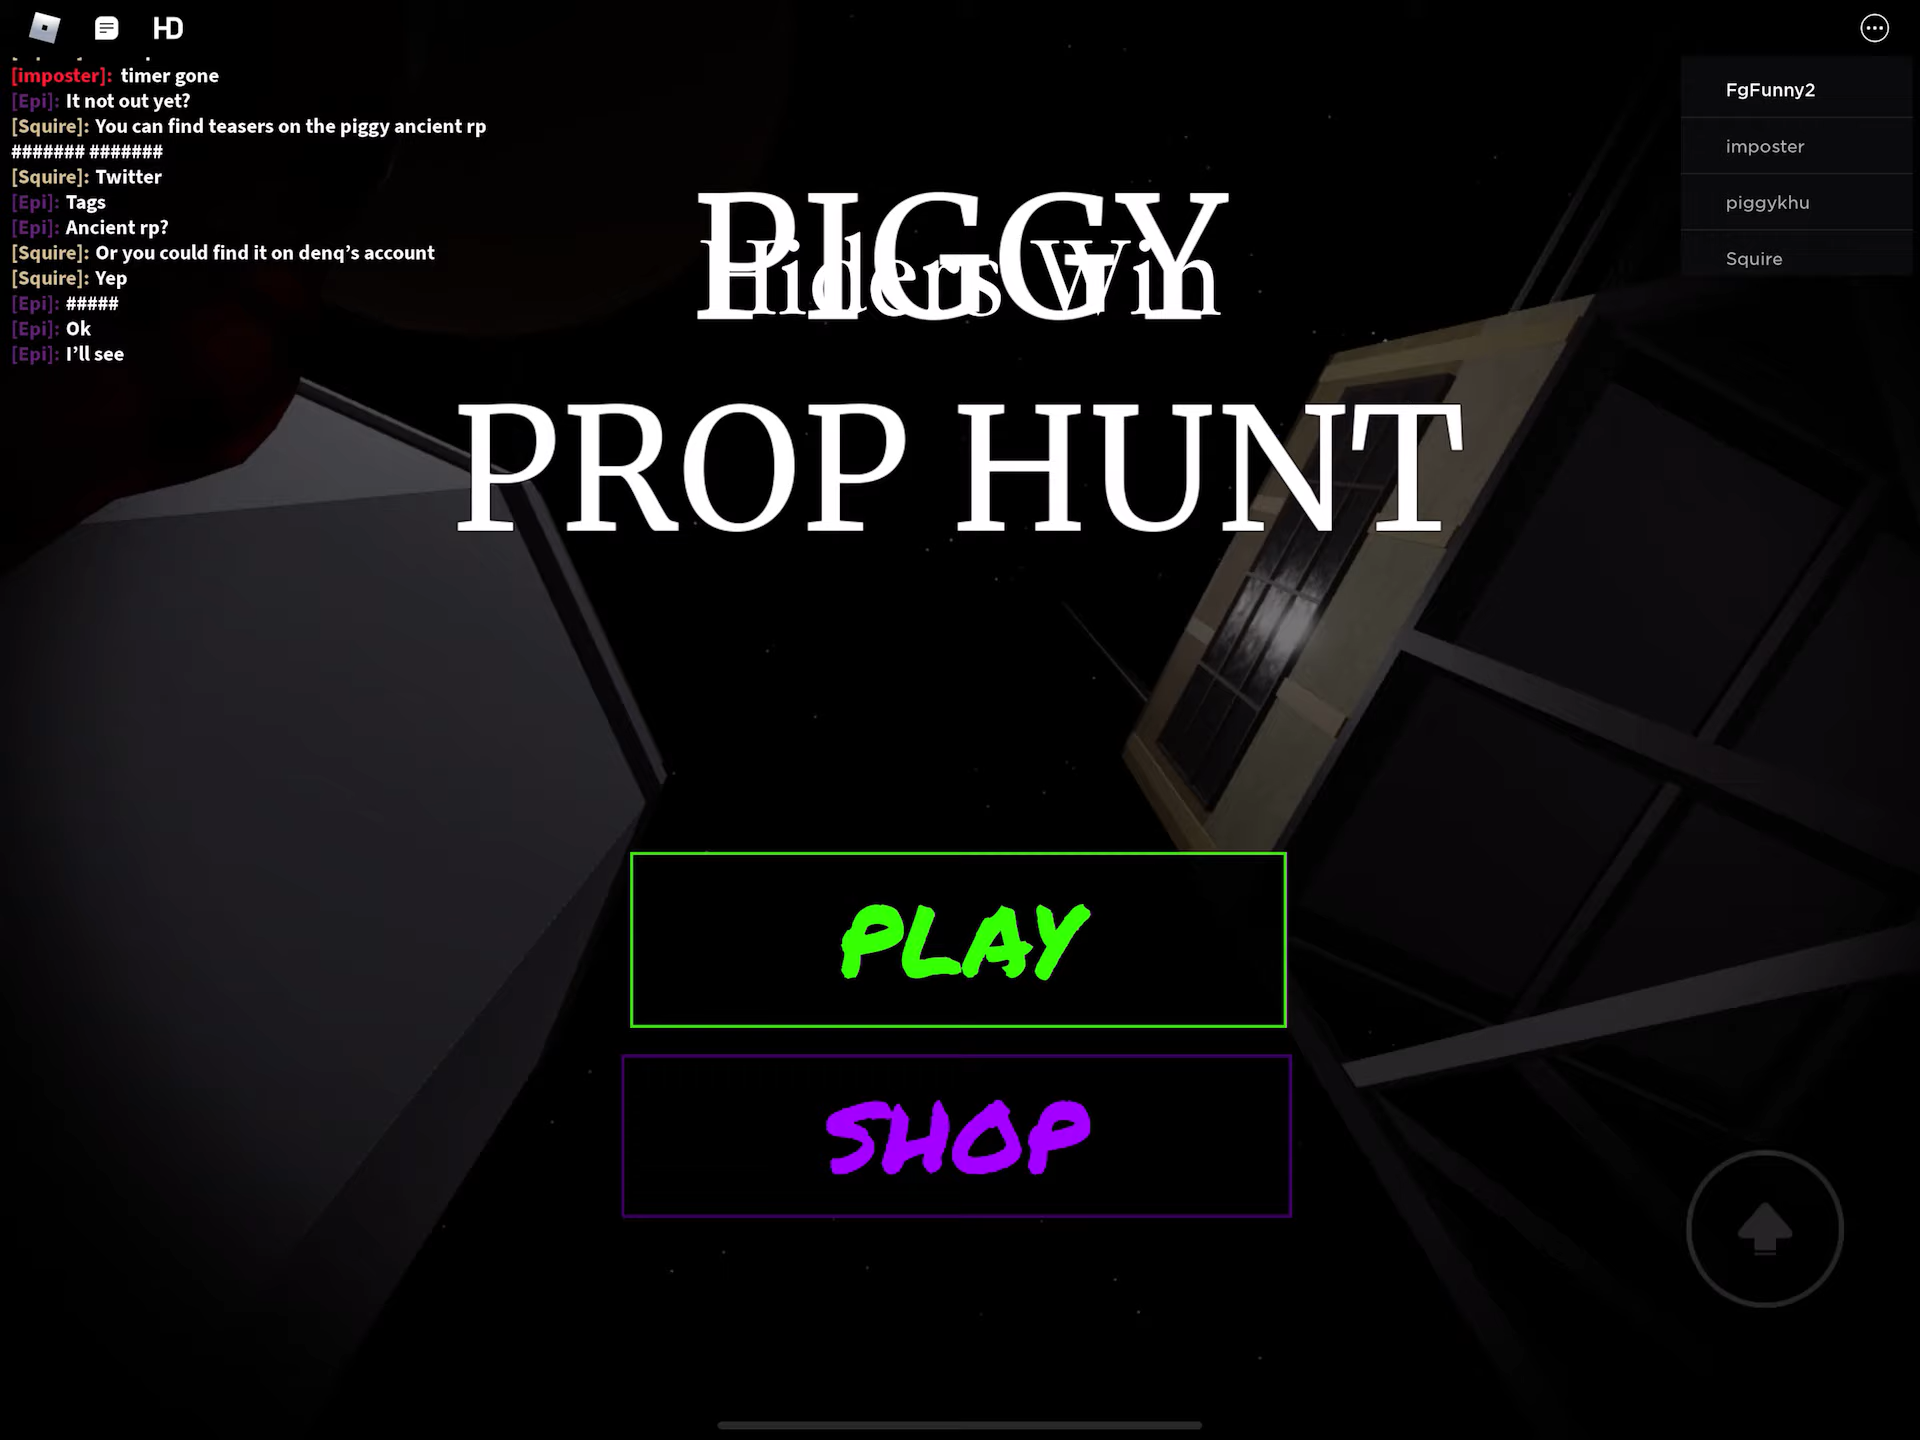 HD
[imposter]: timer gone
[Epi]: It not out yet?
[Squire]: You can find teasers on the piggy ancient rp
####### #######
[Squire]: Twitter
[Epi]: Tags
[Epi]: Ancient rp?
[Squire]: Or you could find it on denq’s account
[Squire]: Yep
[Epi]: #####
[Epi]: Ok
[Epi]: I’ll see
FgFunny2
imposter
piggykhu
Squire
PIGGY
Hiders Win
PROP HUNT
PLAY
SHOP